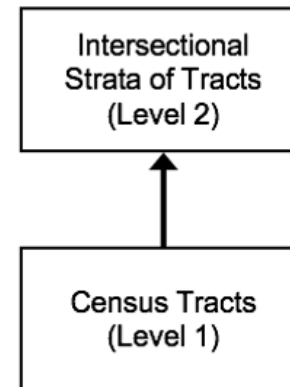 Intersectional
Strata of Tracts
(Level 2)
Census Tracts
(Level 1)